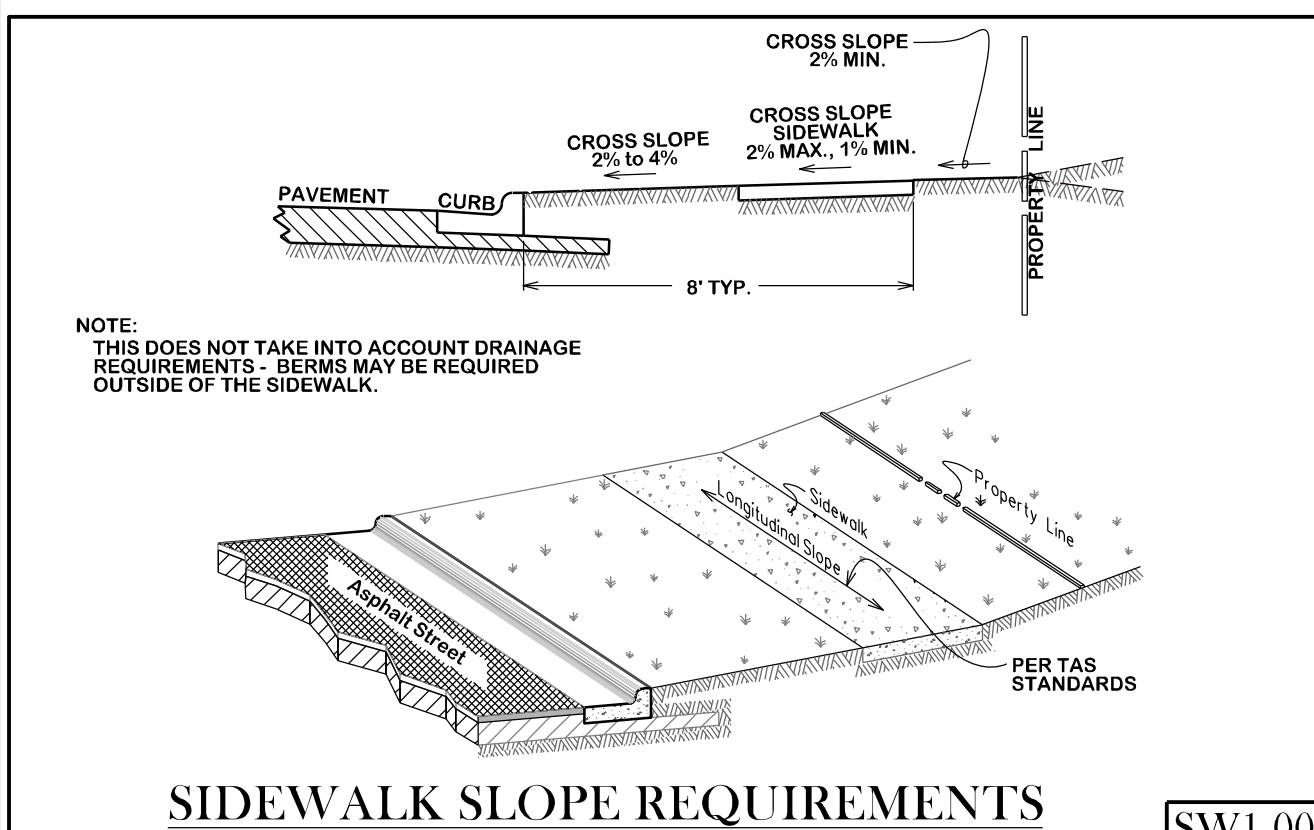 CROSS SLOPE
2% MIN.
CROSS SLOPE
SIDEWALK
2% MAX., 1% MIN.
CROSS SLOPE
2% to 4%
PAVEMENT
CURB
PROPERTY LINE
8' TYP.
NOTE:
THIS DOES NOT TAKE INTO ACCOUNT DRAINAGE
REQUIREMENTS - BERMS MAY BE REQUIRED
OUTSIDE OF THE SIDEWALK.
Property Line
Sidewalk
Longitudinal Slope
Asphalt Street
PER TAS
STANDARDS
SIDEWALK SLOPE REQUIREMENTS
SW1.00